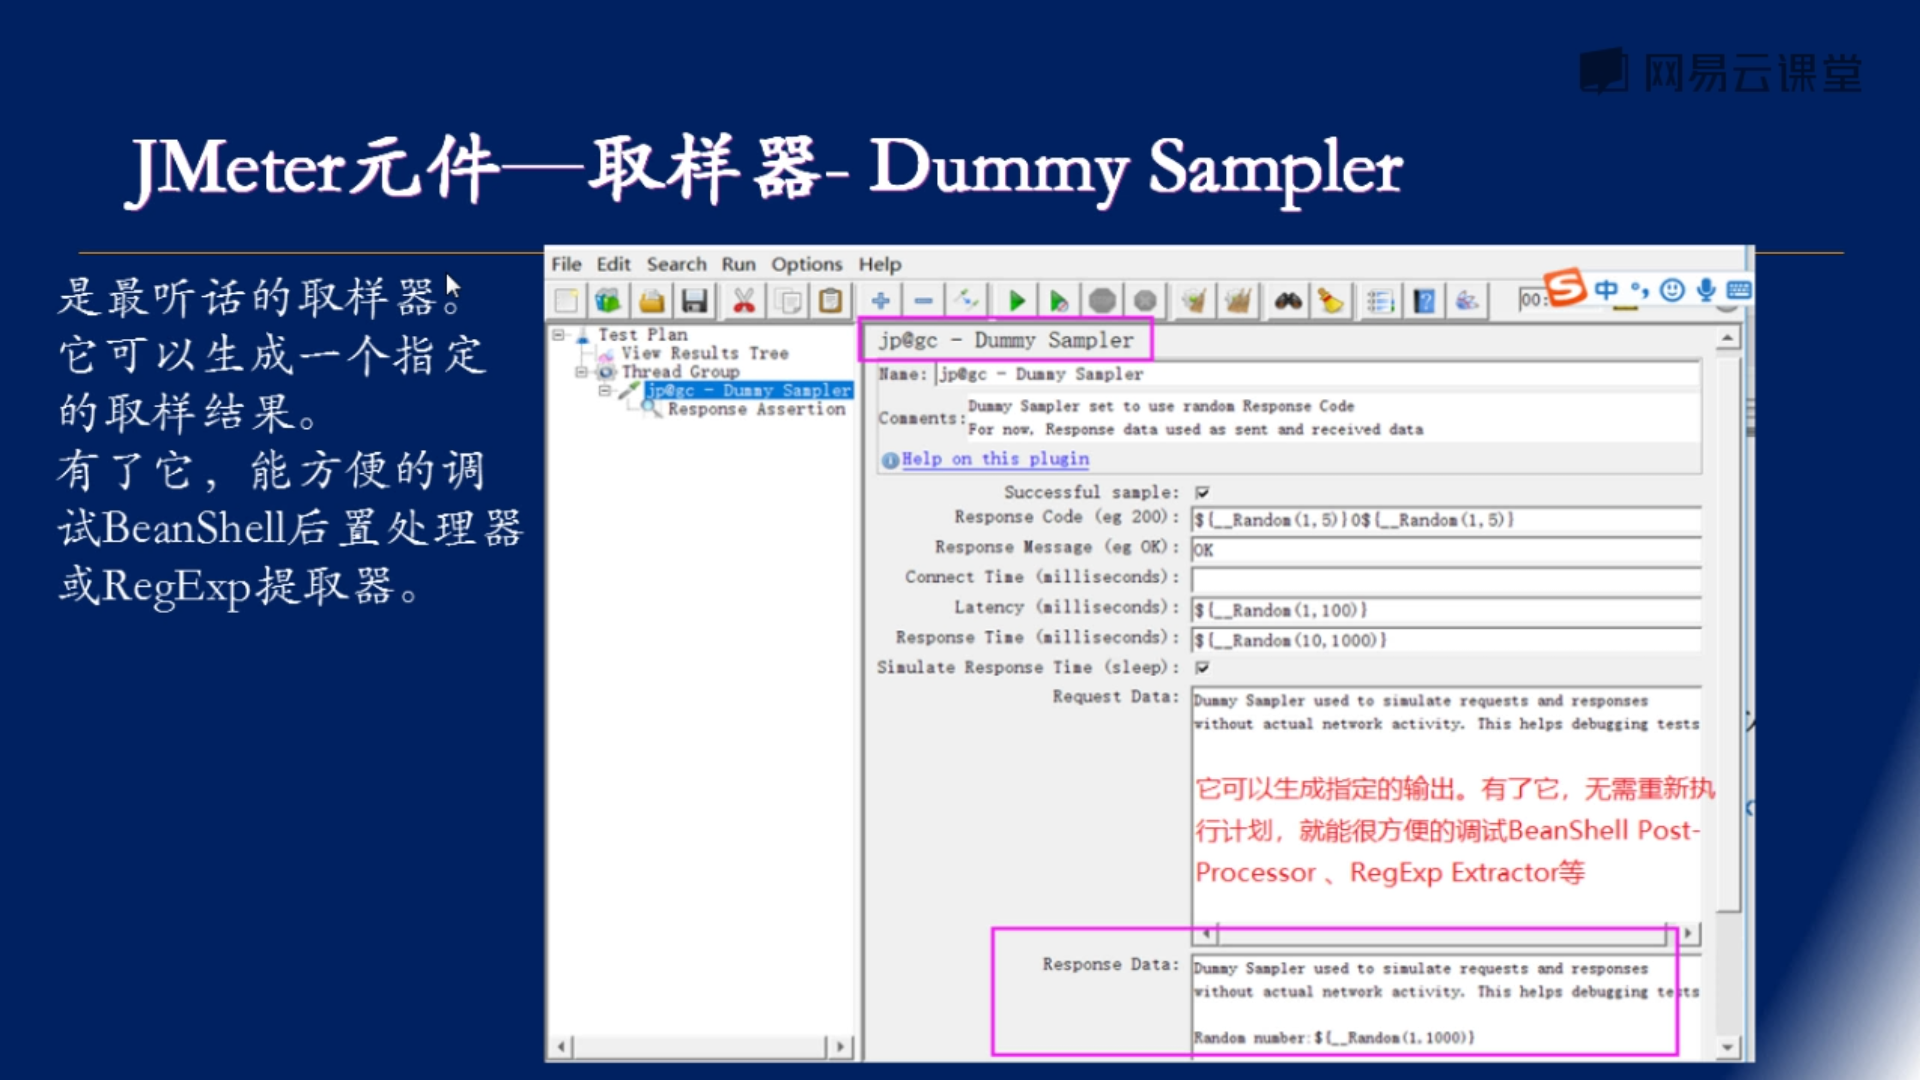 网易云课堂
JMeter元件—取样器- Dummy Sampler
是最听话的取样器。
它可以生成一个指定
的取样结果。
有了它，能方便的调
试BeanShell后置处理器
或RegExp提取器。
File Edit Search Run Options Help
00:
中
Test Plan
View Results Tree
Thread Group
jp@gc - Dummy Sampler
Response Assertion
jp@gc - Dummy Sampler
Name: jp@gc - Dummy Sampler
Comments: Dummy Sampler set to use random Response Code
For now, Response data used as sent and received data
Help on this plugin
Successful sample:
Response Code (eg 200): ${__Random(1,5)}0${__Random(1,5)}
Response Message (eg OK): OK
Connect Time (milliseconds):
Latency (milliseconds): ${__Random(1,100)}
Response Time (milliseconds): ${__Random(10,1000)}
Simulate Response Time (sleep):
Request Data: Dummy Sampler used to simulate requests and responses
without actual network activity. This helps debugging tests
它可以生成指定的输出。有了它，无需重新执
行计划，就能很方便的调试BeanShell Post-
Processor 、RegExp Extractor等
Response Data: Dummy Sampler used to simulate requests and responses
without actual network activity. This helps debugging tests
Random number:${__Random(1,1000)}